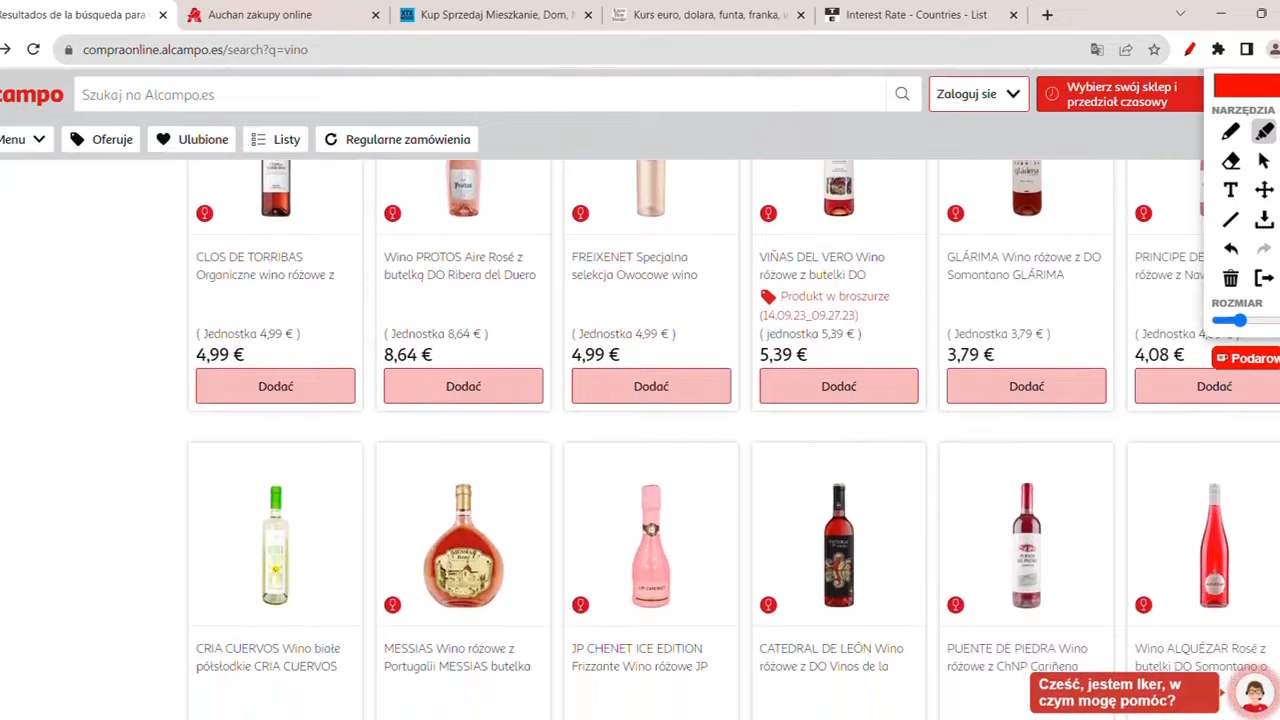 Resultados de la búsqueda para
Auchan zakupy online
Kup Sprzedaj Mieszkanie, Dom,
Kurs euro, dolara, funta, franka,
Interest Rate - Countries - List
compraonline.alcampo.es/search?q=vino
campo
Szukaj na Alcampo.es
Zaloguj sie
Wybierz swój sklep i
przedział czasowy
Menu
Oferuje
Ulubione
Listy
Regularne zamówienia
NARZĘDZIA
T
ROZMIAR
Podarow
CLOS DE TORRIBAS
Organiczne wino różowe z
( Jednostka 4,99 € )
4,99 €
Dodać
Wino PROTOS Aire Rosé z
butelką DO Ribera del Duero
( Jednostka 8,64 € )
8,64 €
Dodać
FREIXENET Specjalna
selekcja Owocowe wino
( Jednostka 4,99 € )
4,99 €
Dodać
VIÑAS DEL VERO Wino
różowe z butelki DO
Produkt w broszurze
(14.09.23_09.27.23)
( jednostka 5,39 € )
5,39 €
Dodać
GLÁRIMA Wino różowe z DO
Somontano GLÁRIMA
( Jednostka 3,79 € )
3,79 €
Dodać
PRINCIPE DE
różowe z Nav
( Jednostka 4,
4,08 €
Dodać
CRIA CUERVOS Wino białe
półsłodkie CRIA CUERVOS
MESSIAS Wino różowe z
Portugalii MESSIAS butelka
JP CHENET ICE EDITION
Frizzante Wino różowe JP
CATEDRAL DE LEÓN Wino
różowe z DO Vinos de la
PUENTE DE PIEDRA Wino
różowe z ChNP Cariñena
Wino ALQUÉZAR Rosé z
butelki DO Somontano o
Cześć, jestem Iker, w
czym mogę pomóc?